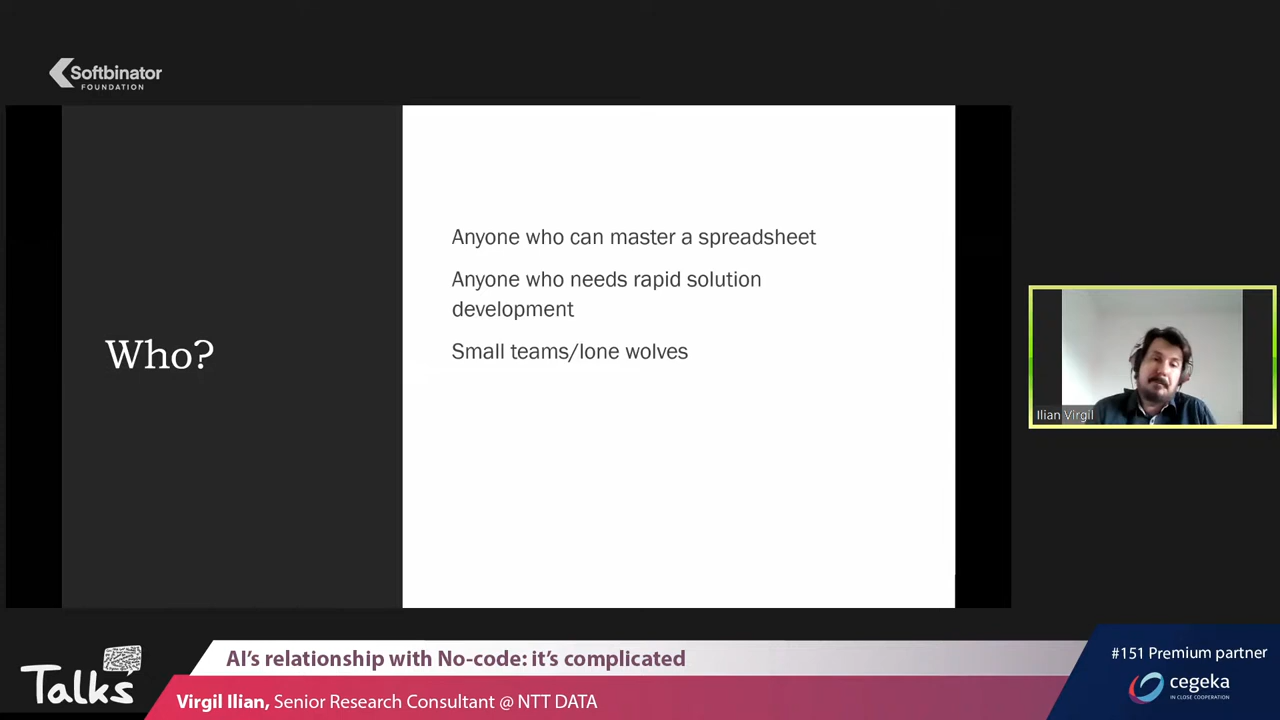 Softbinator
FOUNDATION
Who?
Anyone who can master a spreadsheet
Anyone who needs rapid solution
development
Small teams/lone wolves
Ilian Virgil
Talks
AI’s relationship with No-code: it’s complicated
Virgil Ilian, Senior Research Consultant @ NTT DATA
#151 Premium partner
cegeka
IN CLOSE COOPERATION